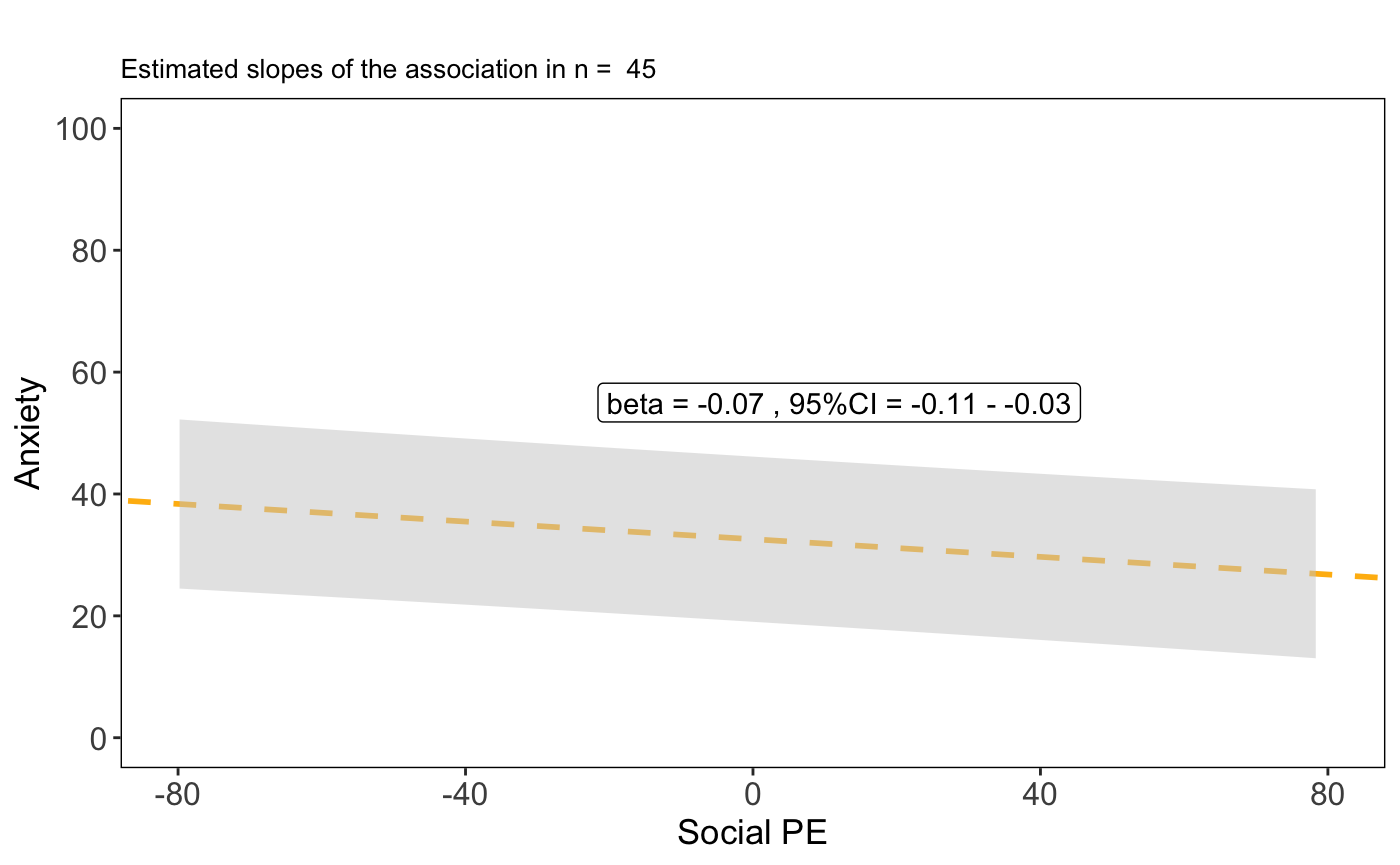 Estimated slopes of the association in n =  45
100
80
60
40
20
0
Anxiety
beta = -0.07 , 95%CI = -0.11 - -0.03
-80
-40
0
40
80
Social PE